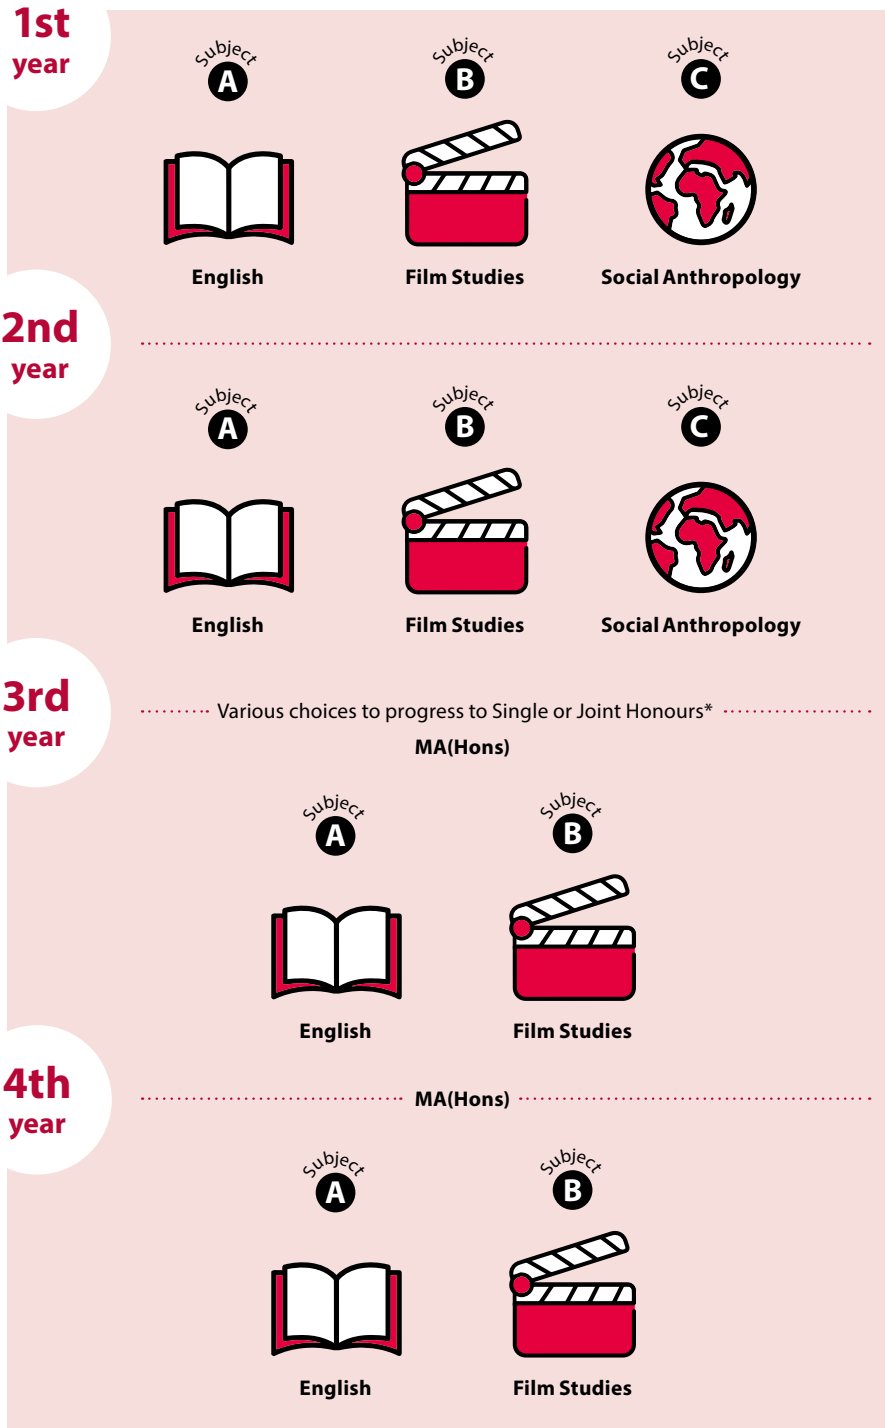 1st
year
Subject Subject Subject
A B C
English Film Studies Social Anthropology
2nd
year
Subject Subject Subject
A B C
English Film Studies Social Anthropology
3rd
year
Various choices to progress to Single or Joint Honours*
MA(Hons)
Subject Subject
A B
English Film Studies
4th
year
MA(Hons)
Subject Subject
A B
English Film Studies